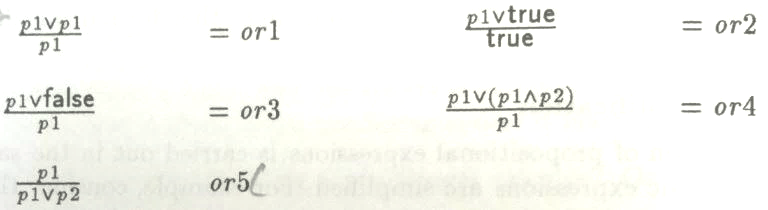 p1∨p1 / p1 = or1 p1∨true / true = or2
p1∨false / p1 = or3 p1∨(p1∧p2) / p1 = or4
p1 / p1∨p2 or5